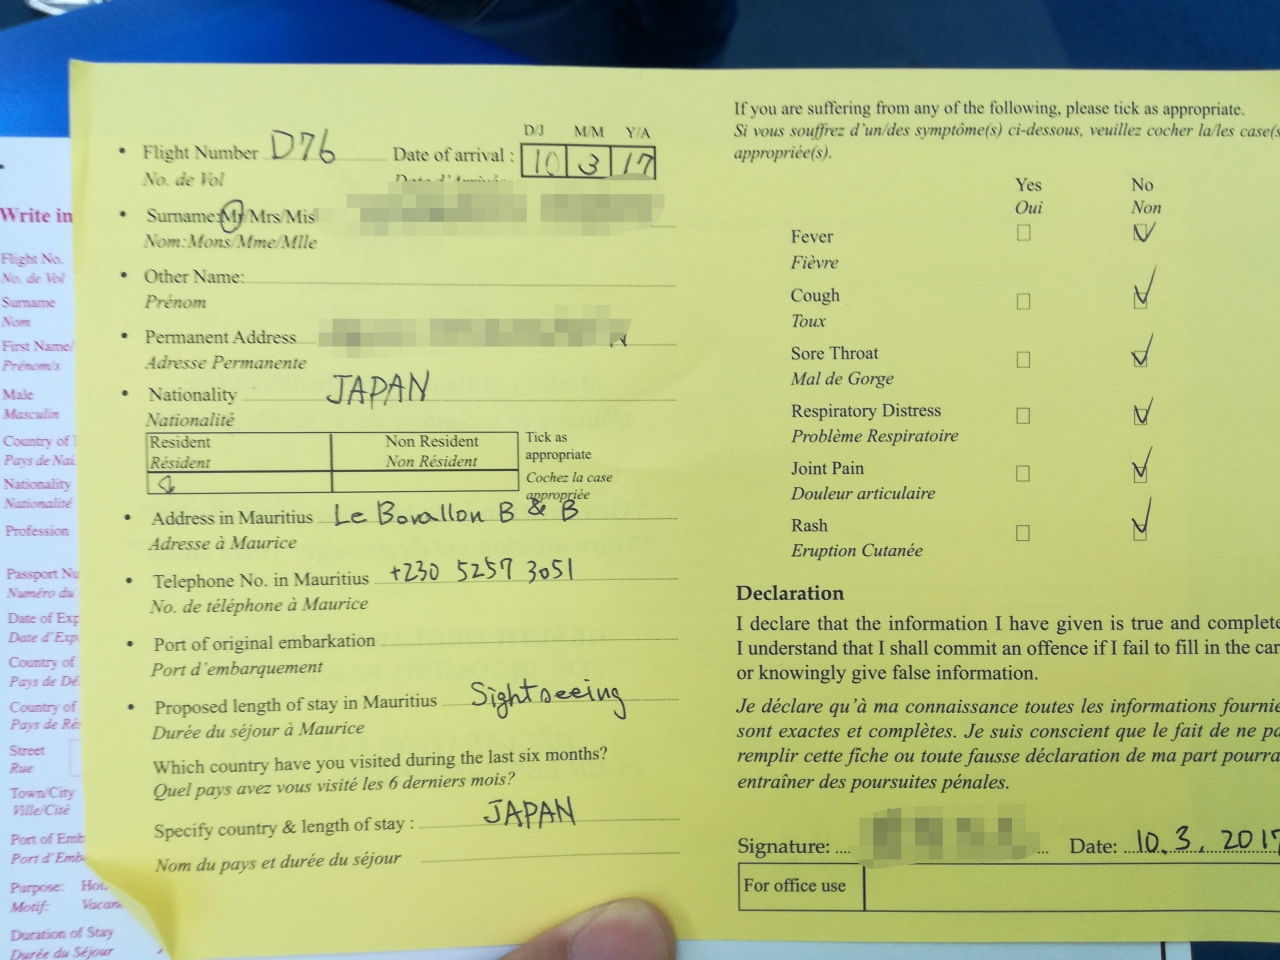 D/J M/M Y/A
Flight Number D76 Date of arrival : 10 3 17
No. de Vol
Surname:Mr/Mrs/Mis
Nom:Mons/Mme/Mlle
Other Name:
Prénom
Permanent Address
Adresse Permanente
Nationality JAPAN
Nationalité
Resident Non Resident Tick as
Résident Non Résident appropriate
Cochez la case
appropriée
Address in Mauritius Le Borallon B & B
Adresse à Maurice
Telephone No. in Mauritius +230 5257 3051
No. de téléphone à Maurice
Port of original embarkation
Port d'embarquement
Proposed length of stay in Mauritius Sightseeing
Durée du séjour à Maurice
Which country have you visited during the last six months?
Quel pays avez vous visité les 6 derniers mois?
Specify country & length of stay : JAPAN
Nom du pays et durée du séjour
If you are suffering from any of the following, please tick as appropriate.
Si vous souffrez d'un/des symptôme(s) ci-dessous, veuillez cocher la/les case(s
appropriée(s).
Yes No
Oui Non
Fever
Fièvre
Cough
Toux
Sore Throat
Mal de Gorge
Respiratory Distress
Problème Respiratoire
Joint Pain
Douleur articulaire
Rash
Eruption Cutanée
Declaration
I declare that the information I have given is true and complete
I understand that I shall commit an offence if I fail to fill in the car
or knowingly give false information.
Je déclare qu'à ma connaissance toutes les informations fournie
sont exactes et complètes. Je suis conscient que le fait de ne pa
remplir cette fiche ou toute fausse déclaration de ma part pourra
entraîner des poursuites pénales.
Signature: Date: 10.3.2017
For office use
Write in
Flight No.
No. de Vol
Surname
Nom
First Name/
Prénom/s
Male
Masculin
Country of
Pays de Nai
Nationality
Nationalité
Profession
Passport Nu
Numéro du
Date of Exp
Date d'Exp
Country of
Pays de Dé
Country of
Pays de Rés
Street
Rue
Town/City
Ville/Cité
Port of Emb
Port d'Emb
Purpose: Hol
Motif: Vacan
Duration of Stay
Durée du Séjour